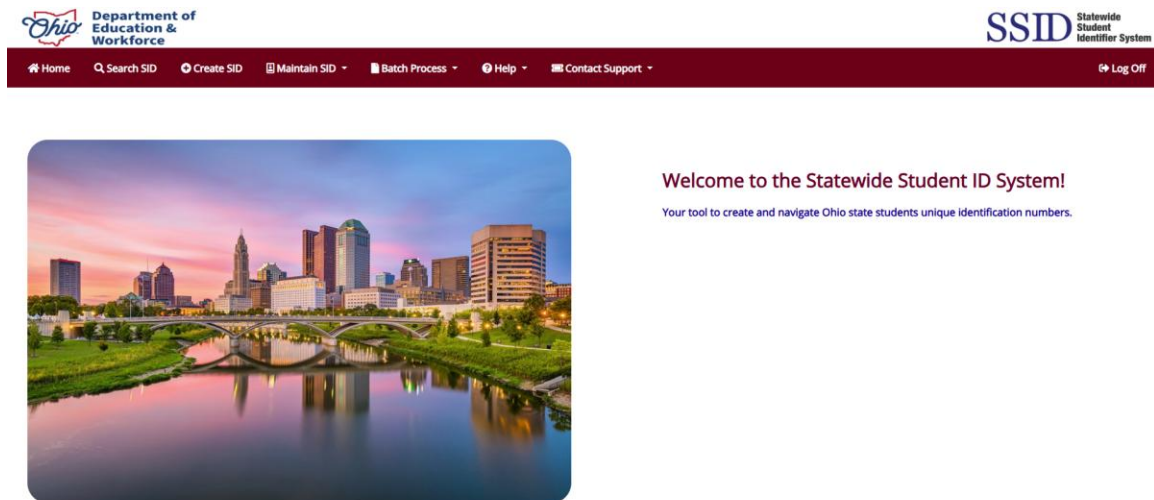 Ohio
Department of
Education &
Workforce
SSID
Statewide
Student
Identifier System
Home Search SID Create SID Maintain SID Batch Process Help Contact Support Log Off
Welcome to the Statewide Student ID System!
Your tool to create and navigate Ohio state students unique identification numbers.